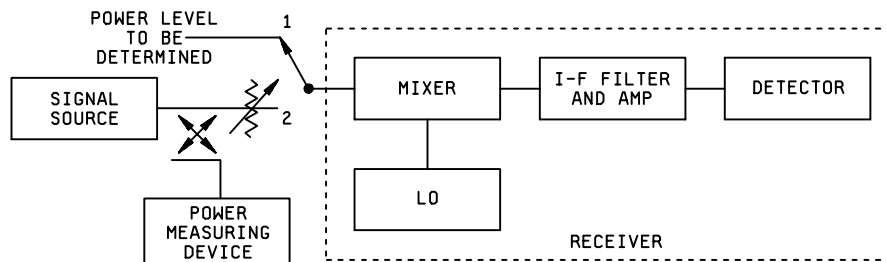 POWER LEVEL
TO BE
DETERMINED
1
SIGNAL
SOURCE
2
MIXER
I-F FILTER
AND AMP
DETECTOR
LO
POWER
MEASURING
DEVICE
RECEIVER